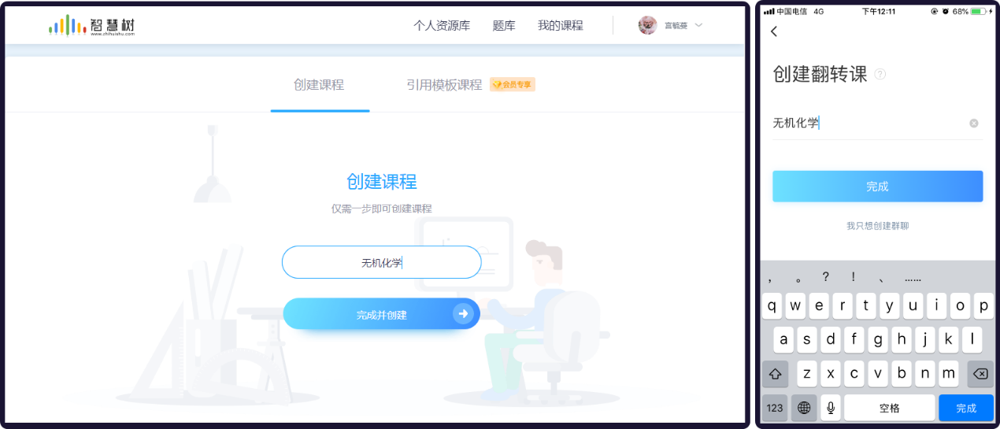 智慧树
www.zhihuishu.com
个人资源库 题库 我的课程 宫毓蔓
创建课程 引用模板课程 会员专享
创建课程
仅需一步即可创建课程
无机化学
完成并创建
中国电信 4G 下午12:11 68%
创建翻转课 ?
无机化学
完成
我只想创建群聊
， 。 ？ ！ 、 ……
q w e r t y u i o p
a s d f g h j k l
z x c v b n m
123 空格 完成